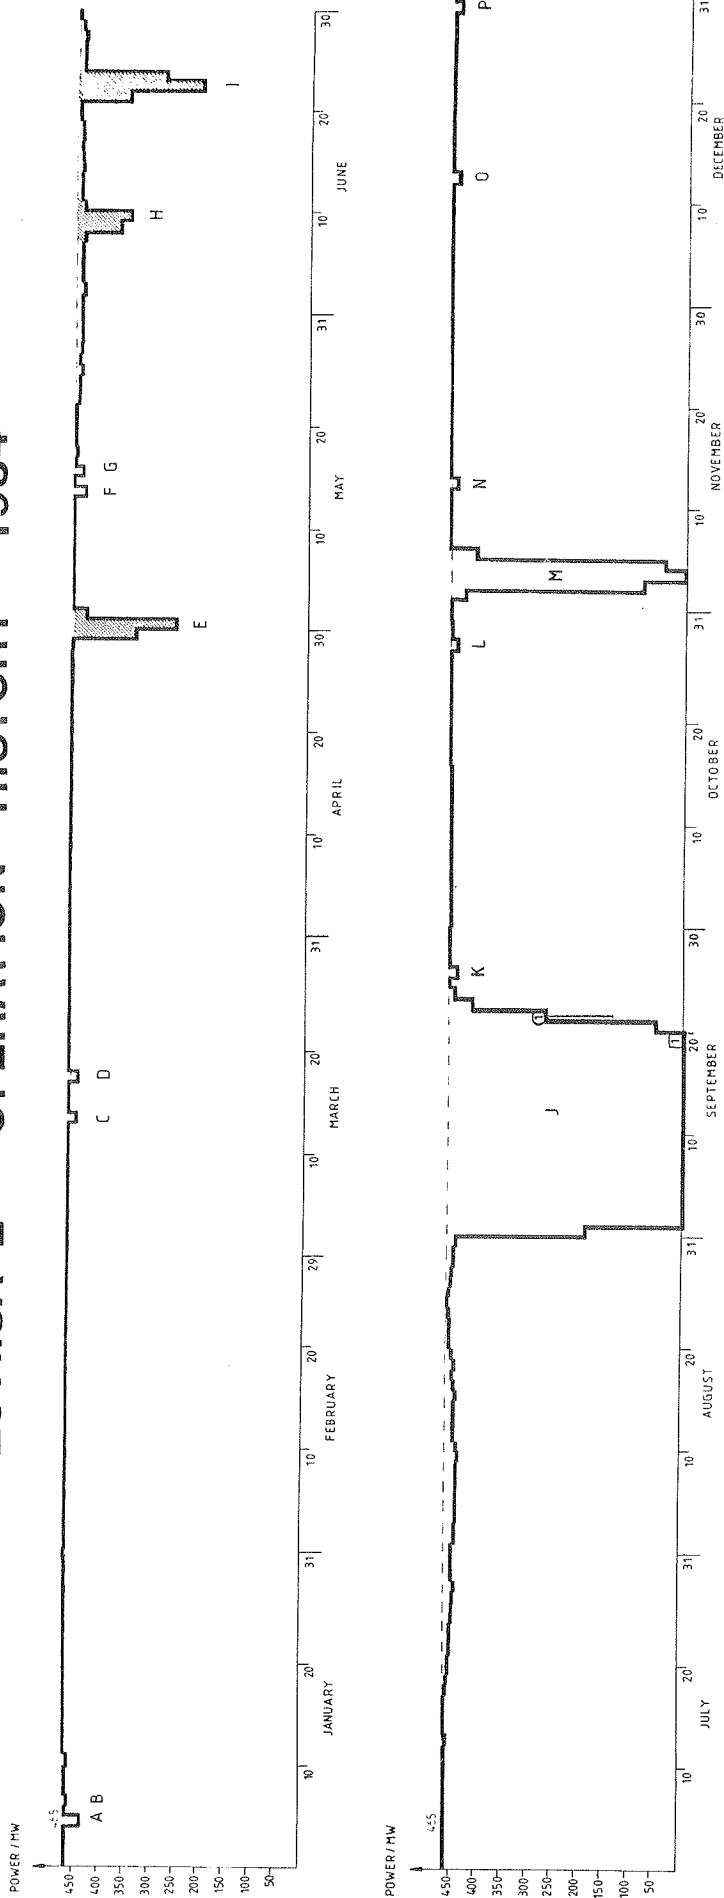 POWER / MW
455
450
400
350
300
250
200
150
100
50
A B C D E F G H I
10 20 31 10 20 29 10 20 31 10 20 30 10 20 31 10 20 30
JANUARY FEBRUARY MARCH APRIL MAY JUNE
POWER / MW
455
450
400
350
300
250
200
150
100
50
J K L M N O P
1
1
10 20 31 10 20 31 10 20 30 10 20 31 10 20 30 10 20 31
JULY AUGUST SEPTEMBER OCTOBER NOVEMBER DECEMBER